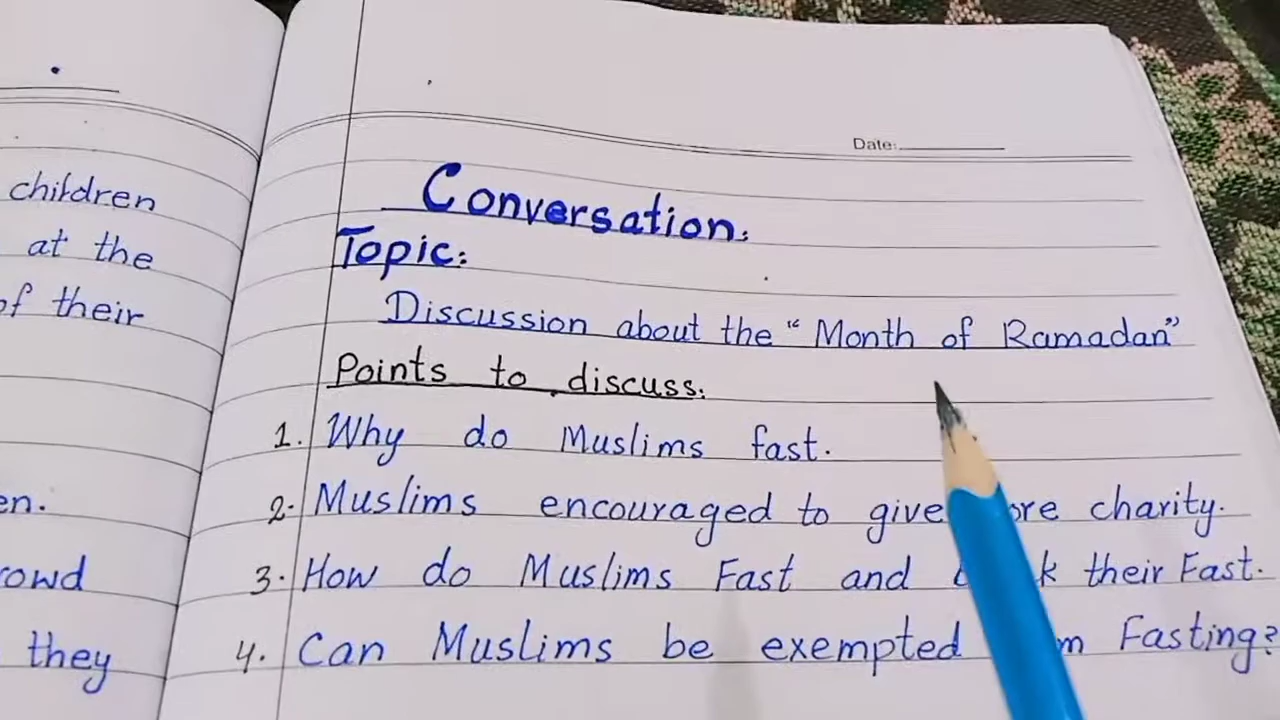 children
at the
of their
en.
rowd
they
Date:
Conversation:
Topic:
Discussion about the "Month of Ramadan"
Points to discuss:
1. Why do Muslims fast.
2. Muslims encouraged to give charity.
3. How do Muslims Fast and their Fast.
4. Can Muslims be exempted Fasting?